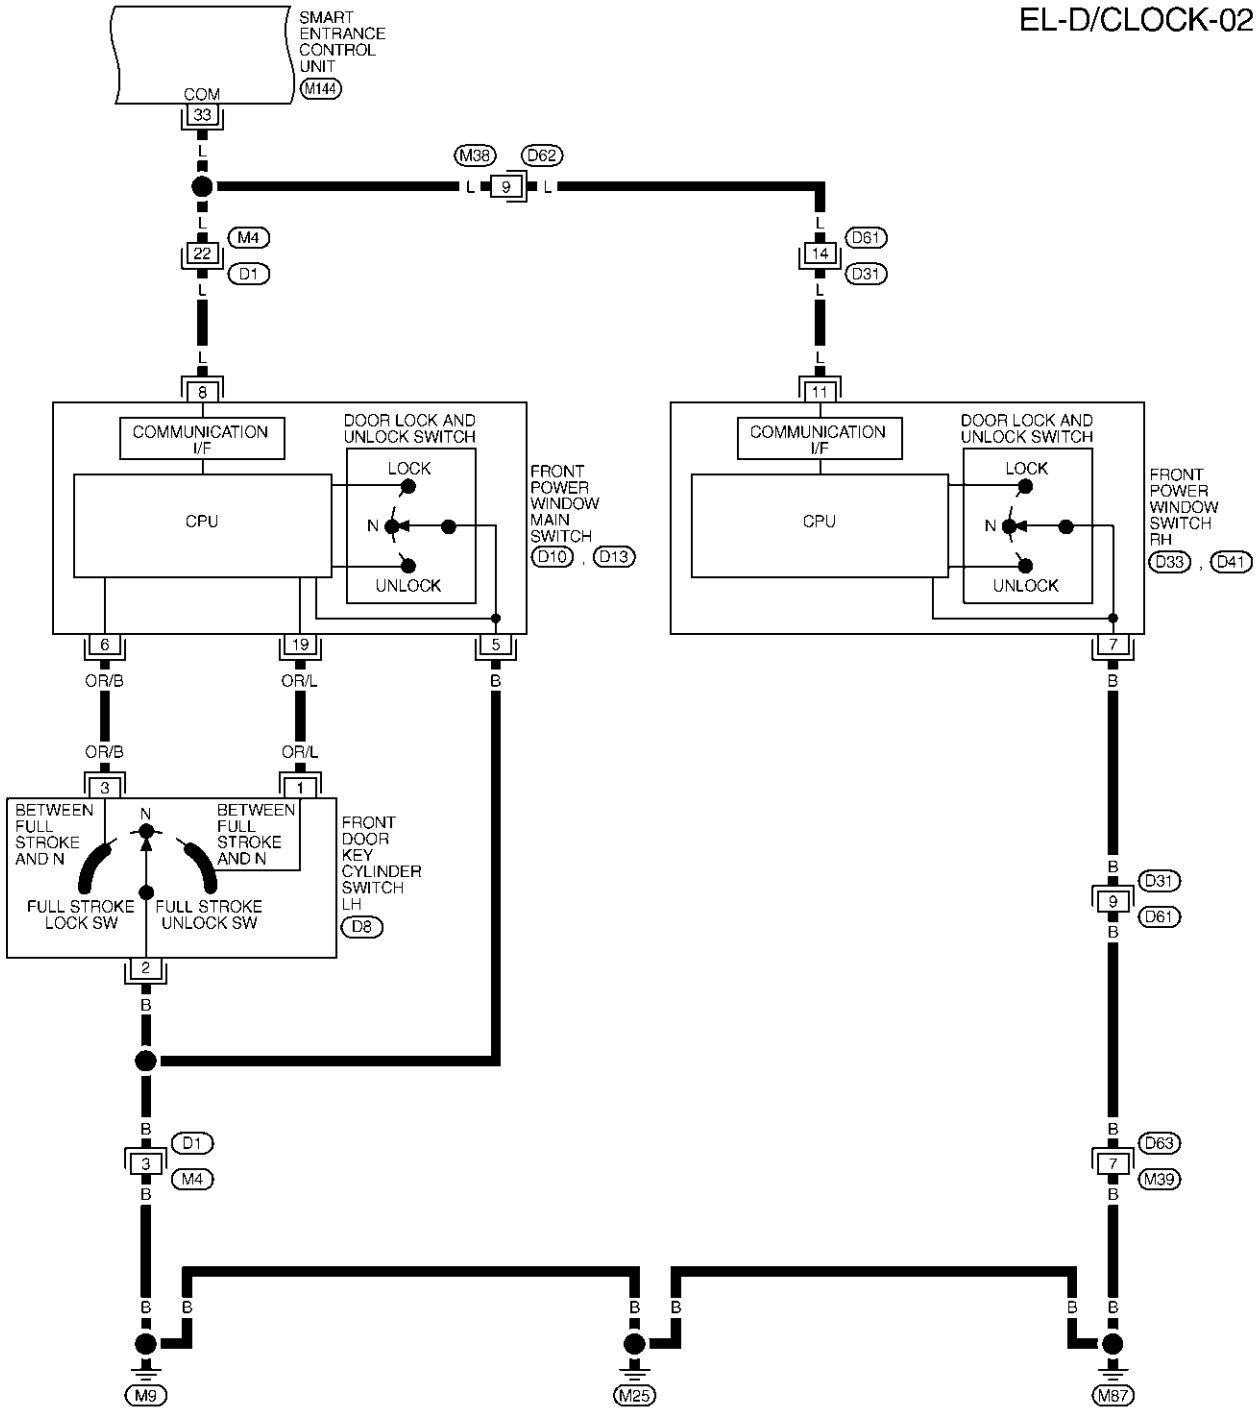 EL-D/CLOCK-02
SMART
ENTRANCE
CONTROL
UNIT
M144
COM
33
L
M38 D62
L 9 L
L
22
M4
D1
L
L
8
L
14
D61
D31
L
L
11
COMMUNICATION
I/F
CPU
DOOR LOCK AND
UNLOCK SWITCH
LOCK
N
UNLOCK
FRONT
POWER
WINDOW
MAIN
SWITCH
D10 , D13
6 19 5
COMMUNICATION
I/F
CPU
DOOR LOCK AND
UNLOCK SWITCH
LOCK
N
UNLOCK
FRONT
POWER
WINDOW
SWITCH
RH
D33 , D41
7
OR/B OR/L B B
OR/B OR/L
3 1
BETWEEN
FULL
STROKE
AND N
N
BETWEEN
FULL
STROKE
AND N
FULL STROKE
LOCK SW
FULL STROKE
UNLOCK SW
FRONT
DOOR
KEY
CYLINDER
SWITCH
LH
D8
2
B
B
9
D31
D61
B
B
3
D1
M4
B
B
7
D63
M39
B
B B B B B B
M9 M25 M87